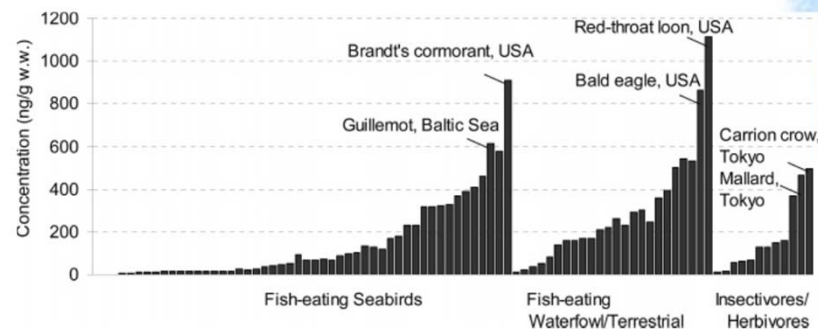 1200
1000
800
600
400
200
0
Concentration (ng/g w.w.)
Brandt's cormorant, USA
Guillemot, Baltic Sea
Red-throat loon, USA
Bald eagle, USA
Carrion crow,
Tokyo
Mallard,
Tokyo
Fish-eating Seabirds
Fish-eating
Waterfowl/Terrestrial
Insectivores/
Herbivores